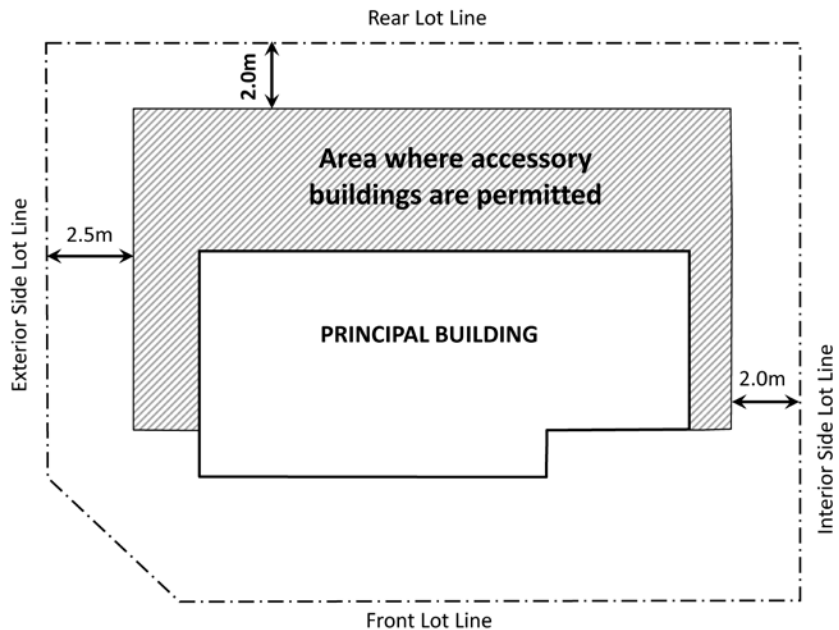 Rear Lot Line
2.0m
Area where accessory
buildings are permitted
2.5m
Exterior Side Lot Line
PRINCIPAL BUILDING
2.0m
Interior Side Lot Line
Front Lot Line